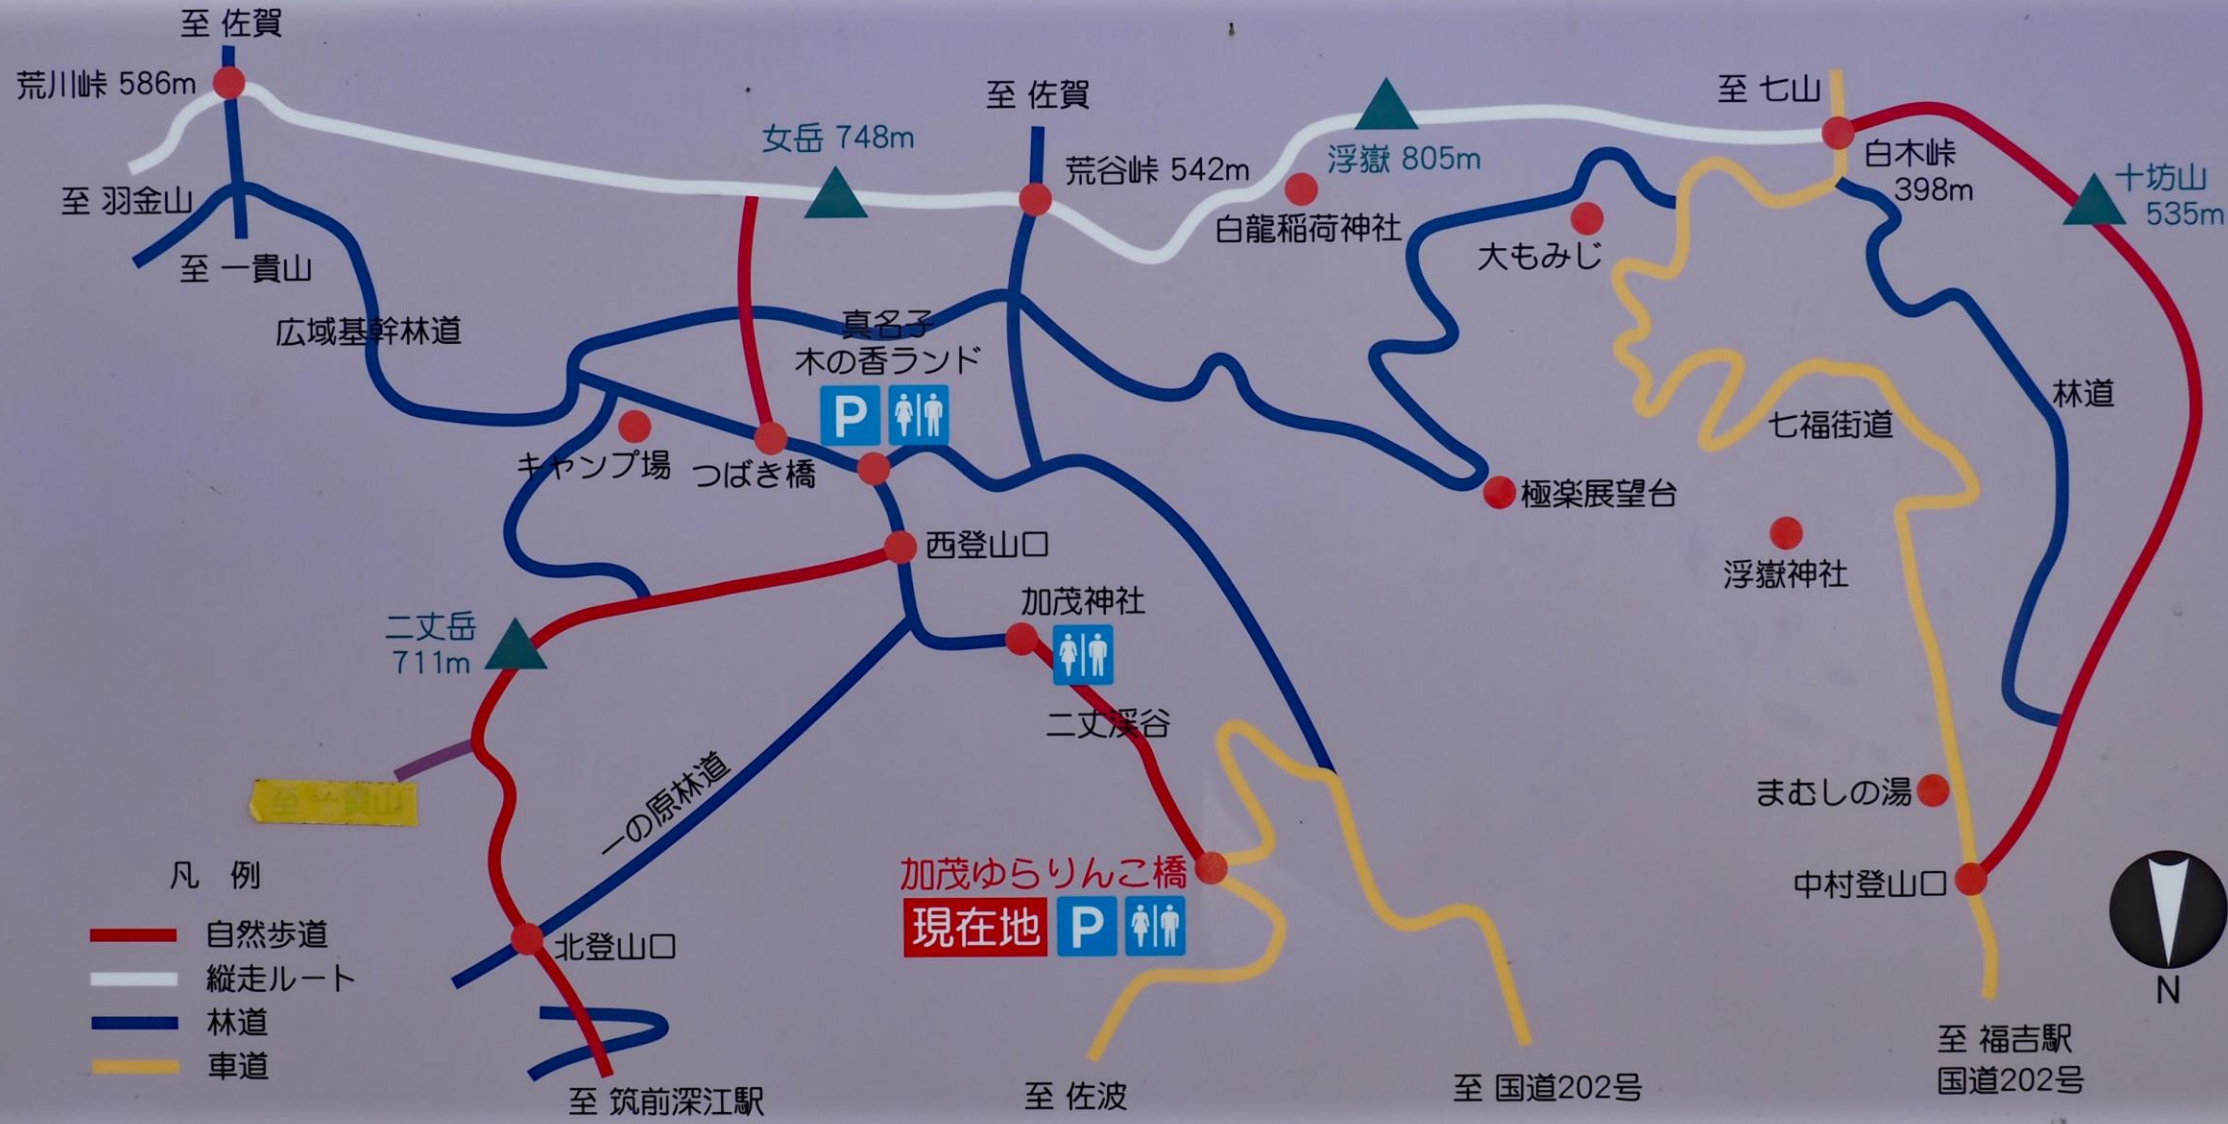 至 佐賀
荒川峠 586m
至 羽金山
至 一貴山
広域基幹林道
女岳 748m
至 佐賀
荒谷峠 542m
白龍稲荷神社
浮嶽 805m
至 七山
白木峠
398m
十坊山
535m
大もみじ
真名子
木の香ランド
P
キャンプ場
つばき橋
極楽展望台
七福街道
林道
浮嶽神社
西登山口
加茂神社
二丈渓谷
二丈岳
711m
至 一貴山
一の原林道
加茂ゆらりんこ橋
現在地
P
まむしの湯
中村登山口
北登山口
凡 例
自然歩道
縦走ルート
林道
車道
至 筑前深江駅
至 佐波
至 国道202号
至 福吉駅
国道202号
N